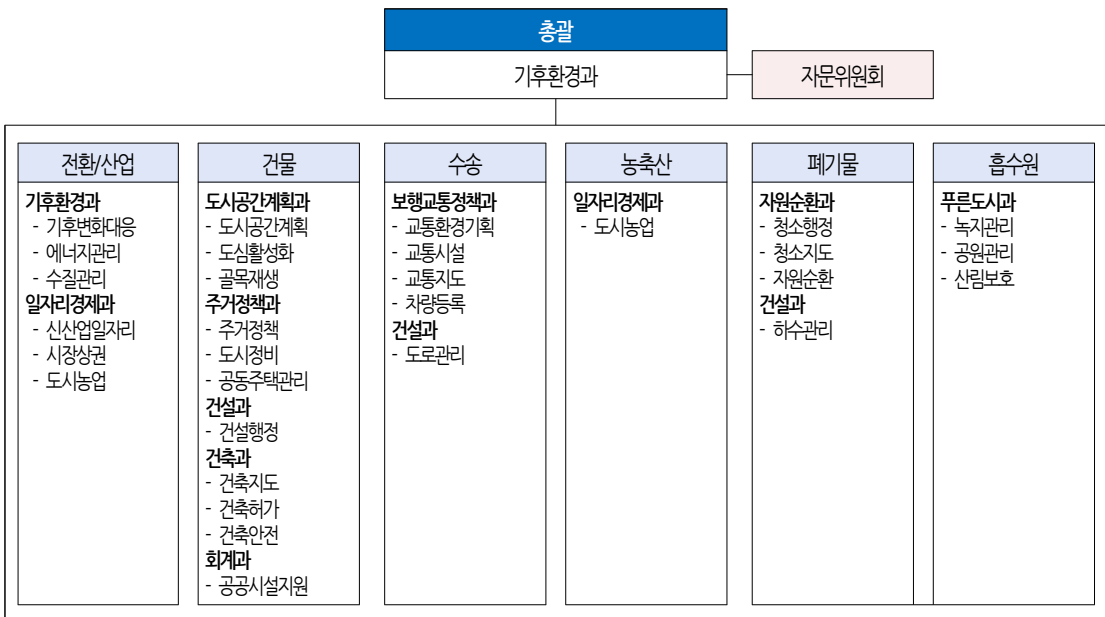 총괄
기후환경과
자문위원회
전환/산업
기후환경과
- 기후변화대응
- 에너지관리
- 수질관리
일자리경제과
- 신산업일자리
- 시장상권
- 도시농업
건물
도시공간계획과
- 도시공간계획
- 도심활성화
- 골목재생
주거정책과
- 주거정책
- 도시정비
- 공동주택관리
건설과
- 건설행정
건축과
- 건축지도
- 건축허가
- 건축안전
회계과
- 공공시설지원
수송
보행교통정책과
- 교통환경기획
- 교통시설
- 교통지도
- 차량등록
건설과
- 도로관리
농축산
일자리경제과
- 도시농업
폐기물
자원순환과
- 청소행정
- 청소지도
- 자원순환
건설과
- 하수관리
흡수원
푸른도시과
- 녹지관리
- 공원관리
- 산림보호